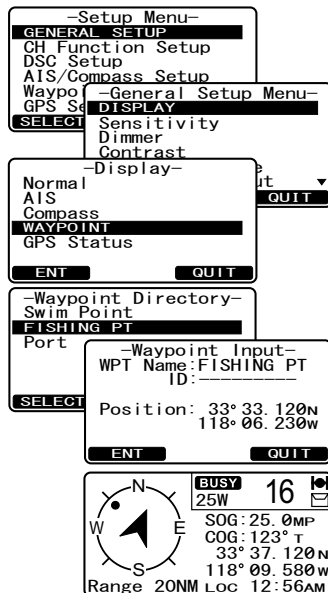 –Setup Menu–
GENERAL SETUP
CH Function Setup
DSC Setup
AIS/Compass Setup
Waypoi
GPS Se
SELECT
–General Setup Menu–
DISPLAY
Sensitivity
Dimmer
Contrast
QUIT
–Display–
Normal
AIS
Compass
WAYPOINT
GPS Status
ENT QUIT
–Waypoint Directory–
Swim Point
FISHING PT
Port
SELECT
–Waypoint Input–
WPT Name:FISHING PT
ID:–––––––––
Position: 33°33.120N
118°06.230W
ENT QUIT
N
W E
S
Range 20NM
BUSY
25W 16
SOG:25.0MP
COG:123°T
33°37.120N
118°09.580W
LOC 12:56AM